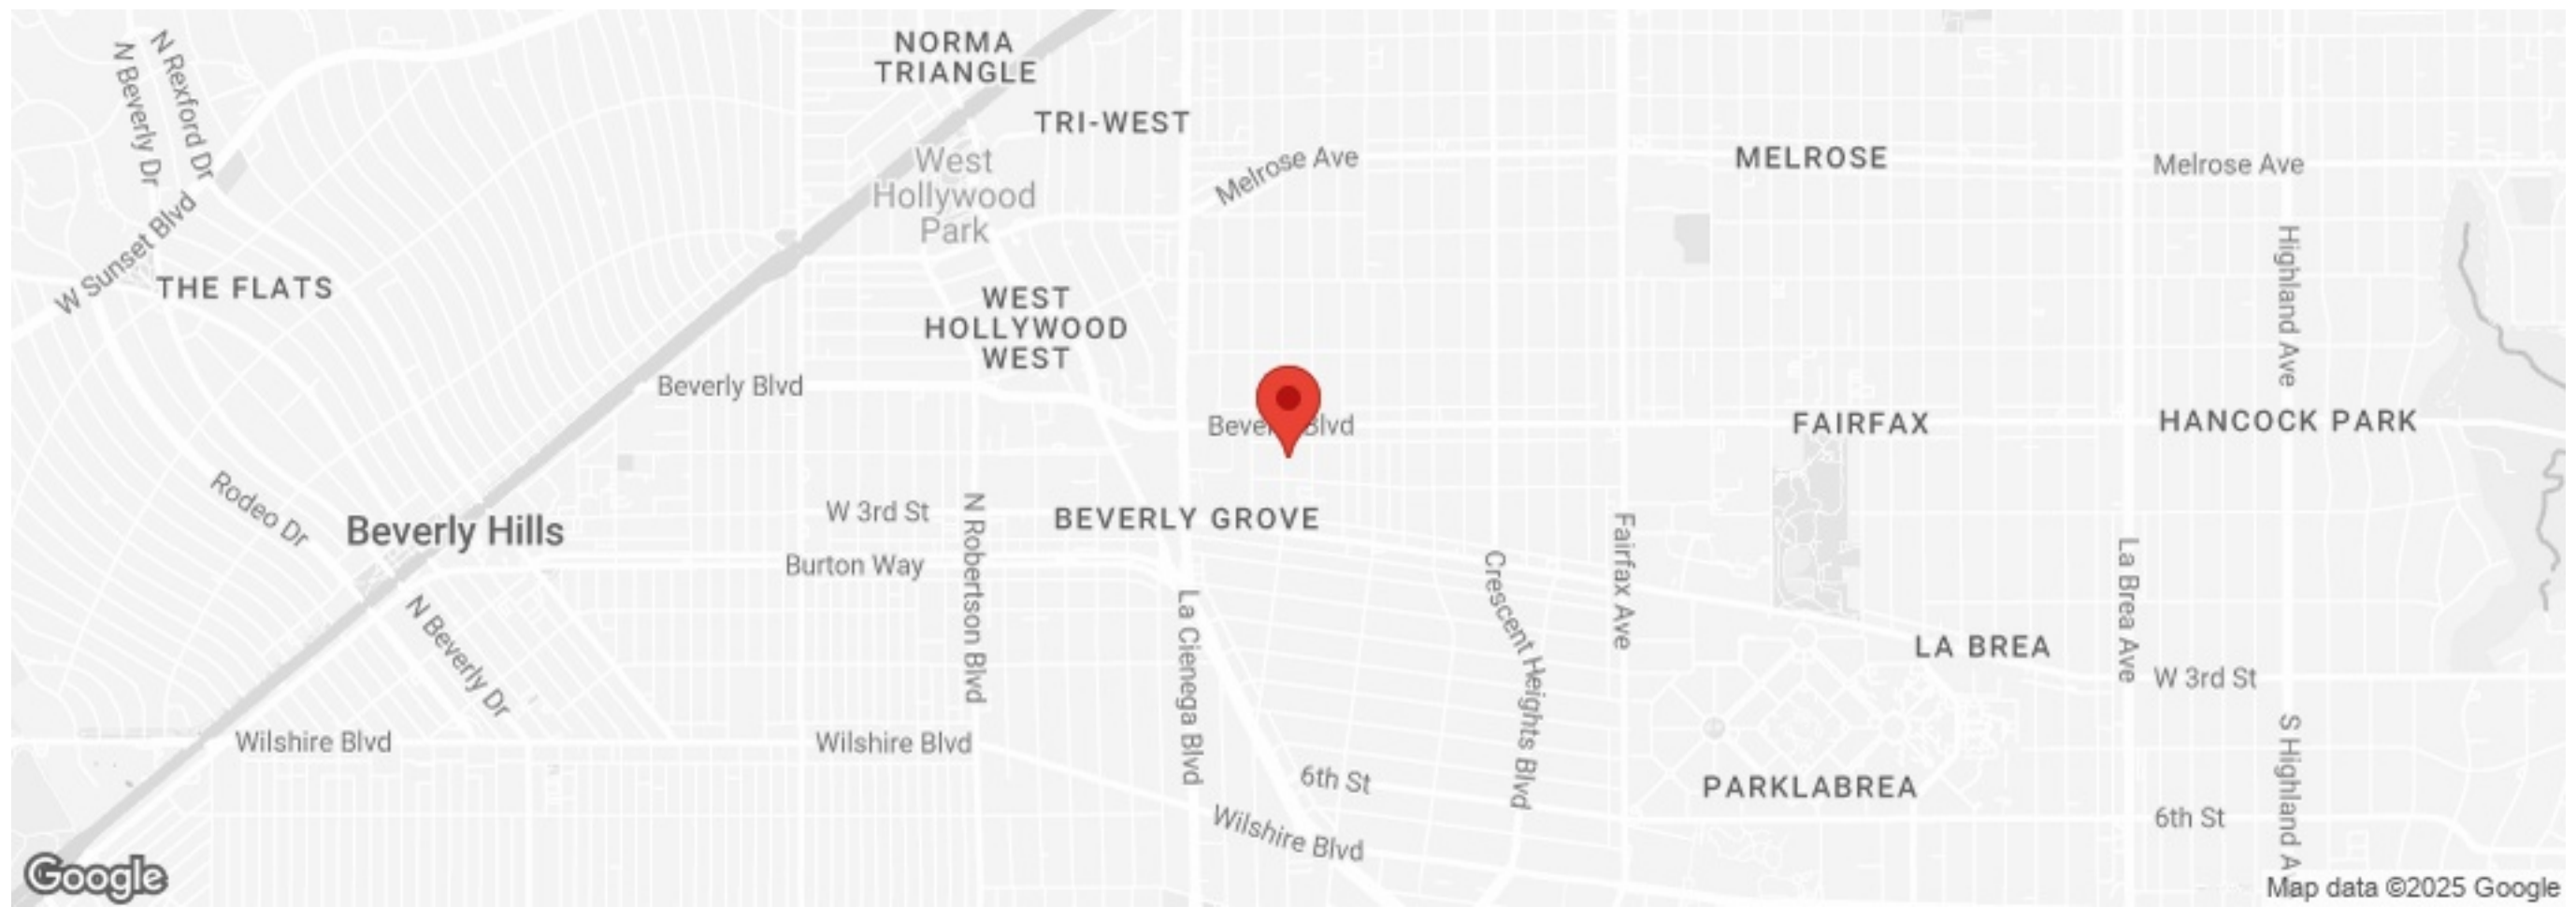 NORMA
TRIANGLE
N Rexford Dr
N Beverly Dr
TRI-WEST
West
Hollywood
Park
Melrose Ave
MELROSE
Melrose Ave
W Sunset Blvd
THE FLATS
WEST
HOLLYWOOD
WEST
Highland Ave
Beverly Blvd
Blvd
FAIRFAX
HANCOCK PARK
Rodeo Dr
Beverly Hills
W 3rd St
N Robertson Blvd
BEVERLY GROVE
Burton Way
Fairfax Ave
Crescent Heights Blvd
La Brea Ave
La Cienega Blvd
N Beverly Dr
LA BREA
W 3rd St
Wilshire Blvd
Wilshire Blvd
6th St
PARKLABREA
S Highland A
6th St
Wilshire Blvd
Google
Map data ©2025 Google